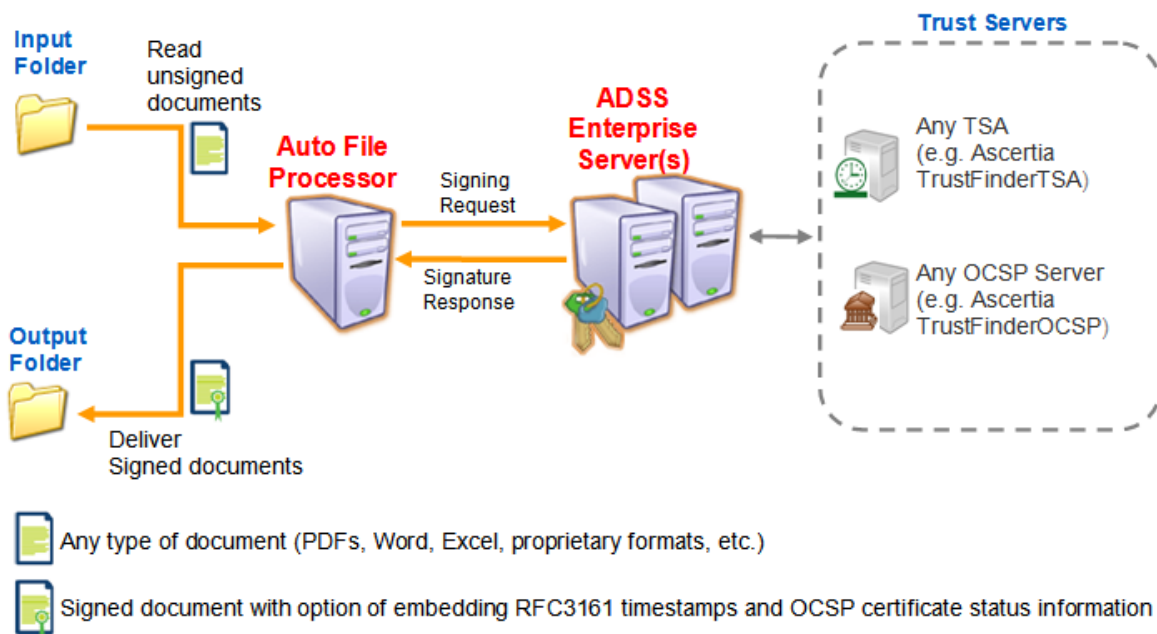 Trust Servers
Input
Folder
Read
unsigned
documents
Auto File
Processor
ADSS
Enterprise
Server(s)
Signing
Request
Signature
Response
Any TSA
(e.g. Ascertia
TrustFinderTSA)
Any OCSP Server
(e.g. Ascertia
TrustFinderOCSP)
Output
Folder
Deliver
Signed documents
Any type of document (PDFs, Word, Excel, proprietary formats, etc.)
Signed document with option of embedding RFC3161 timestamps and OCSP certificate status information